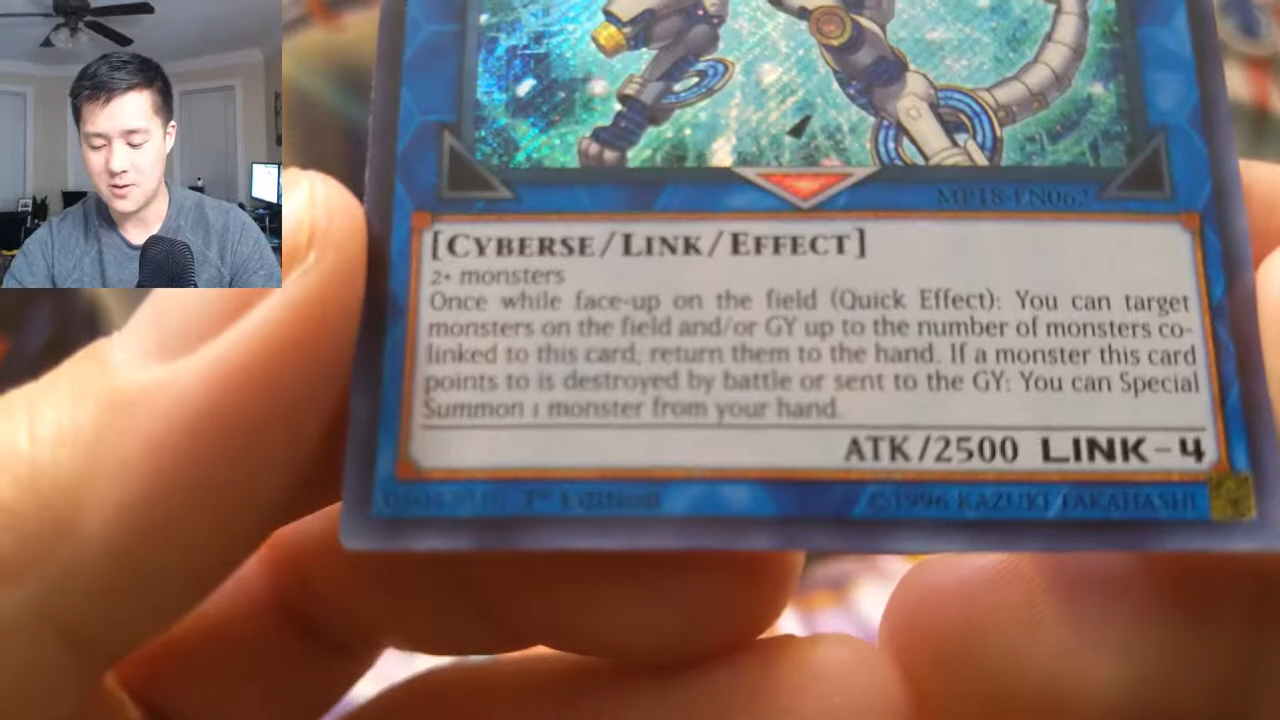 MP18-EN062
[CYBERSE/LINK/EFFECT]
2+ monsters
Once while face-up on the field (Quick Effect): You can target
monsters on the field and/or GY up to the number of monsters co-
linked to this card; return them to the hand. If a monster this card
points to is destroyed by battle or sent to the GY: You can Special
Summon 1 monster from your hand.
ATK/2500 LINK-4
1st Edition
©1996 KAZUKI TAKAHASHI